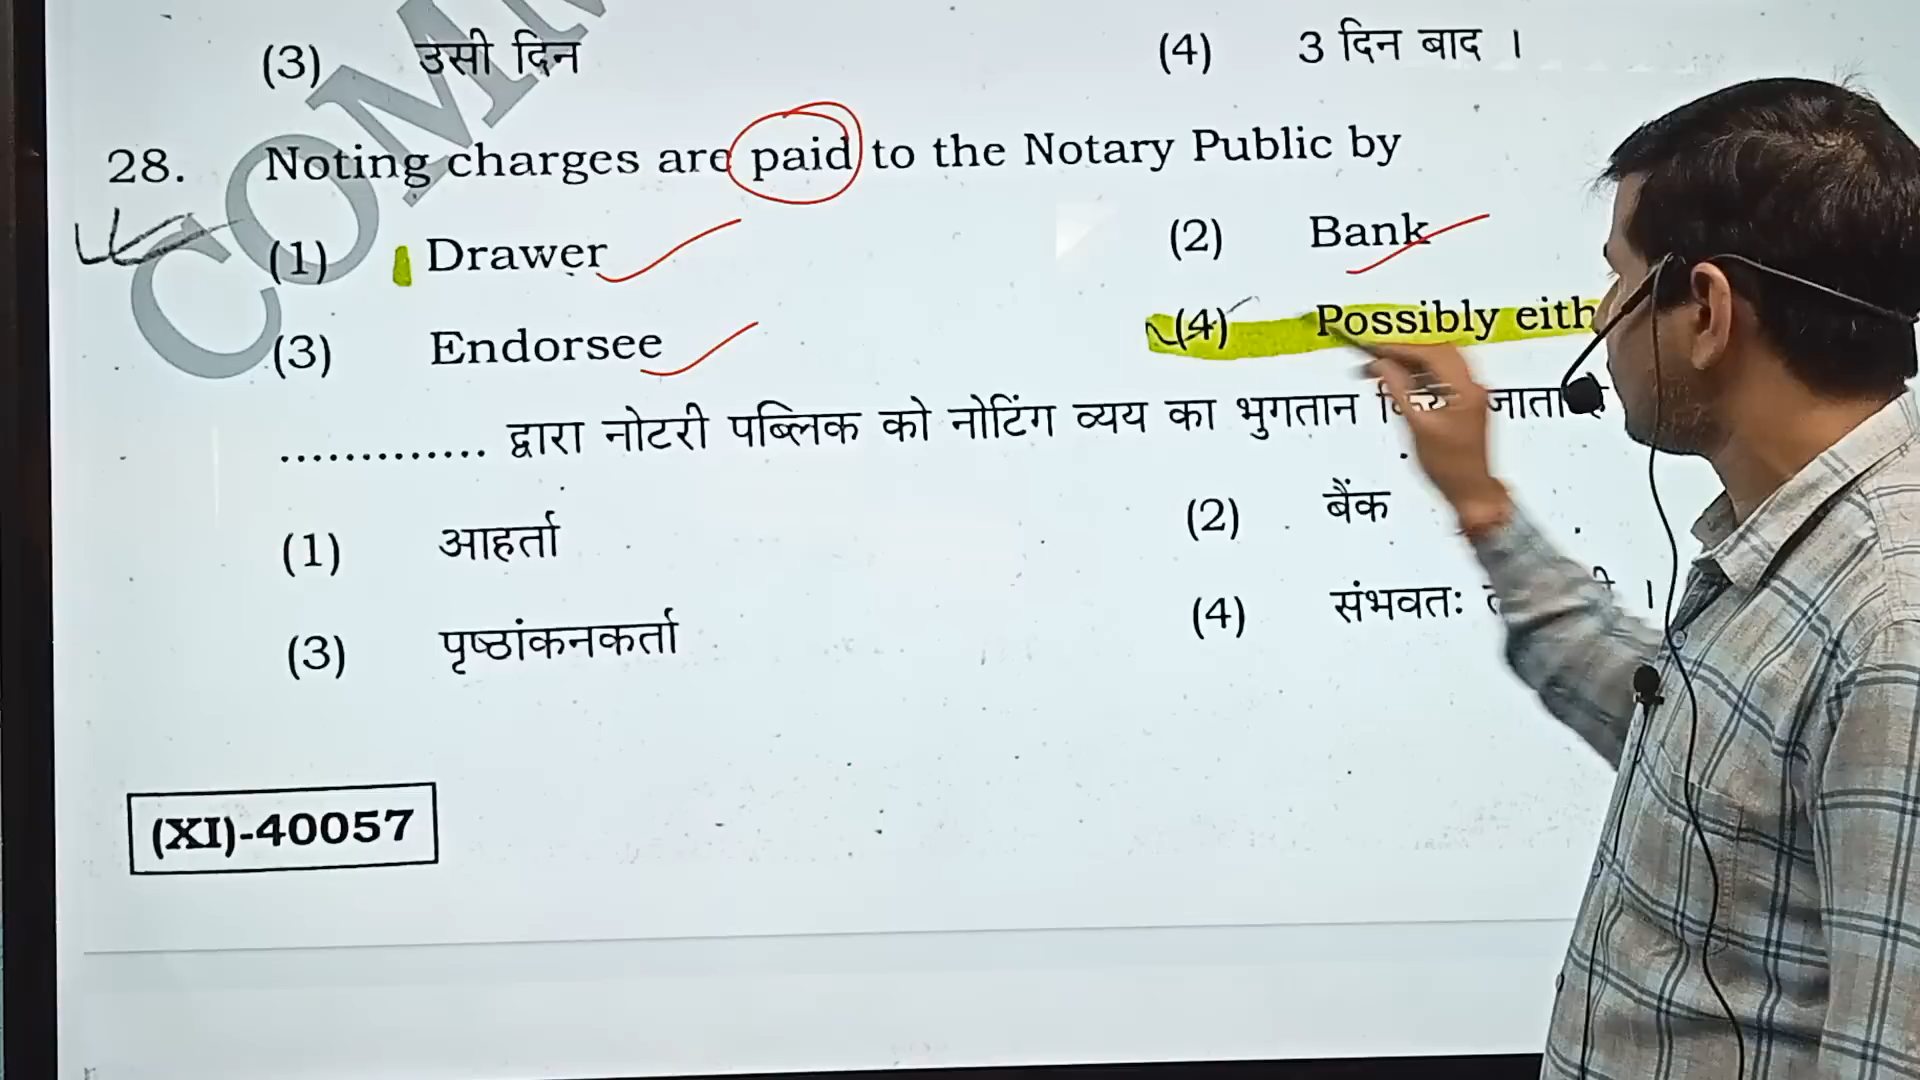 (3) उसी दिन (4) 3 दिन बाद ।
28. Noting charges are paid to the Notary Public by
(1) Drawer (2) Bank
(3) Endorsee (4) Possibly
............. द्वारा नोटरी पब्लिक को नोटिंग व्यय का भुगतान
(1) आहर्ता (2) बैंक
(3) पृष्ठांकनकर्ता (4) संभवतः
(XI)-40057